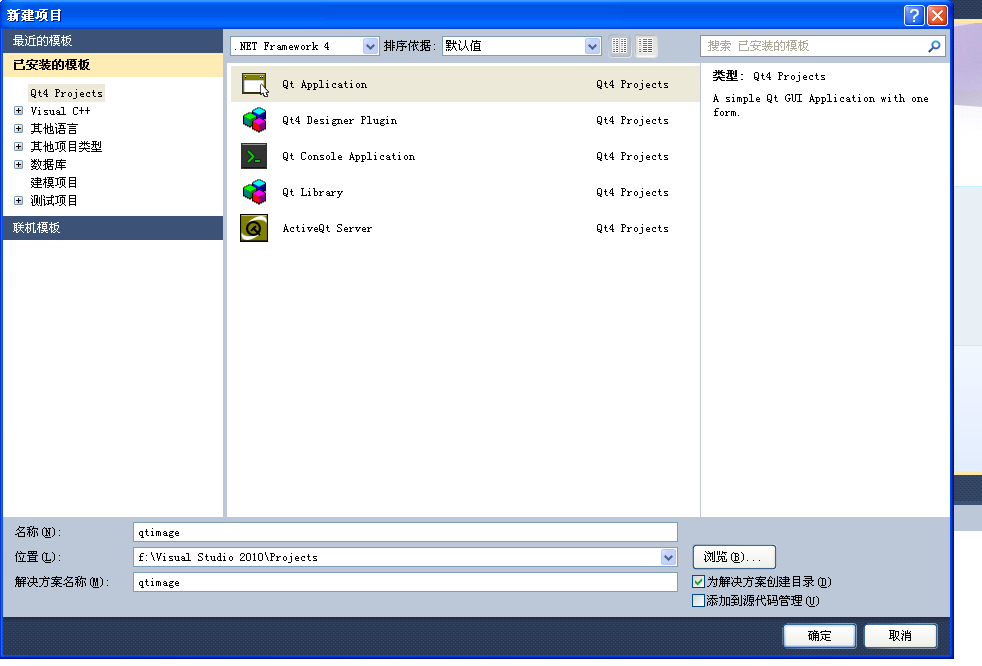 新建项目
最近的模板
已安装的模板
Qt4 Projects
Visual C++
其他语言
其他项目类型
数据库
建模项目
测试项目
联机模板
.NET Framework 4 排序依据: 默认值
Qt Application Qt4 Projects
Qt4 Designer Plugin Qt4 Projects
Qt Console Application Qt4 Projects
Qt Library Qt4 Projects
ActiveQt Server Qt4 Projects
搜索 已安装的模板
类型: Qt4 Projects
A simple Qt GUI Application with one
form.
名称(N): qtimage
位置(L): f:\Visual Studio 2010\Projects 浏览(B)...
解决方案名称(M): qtimage 为解决方案创建目录(D)
添加到源代码管理(U)
确定 取消